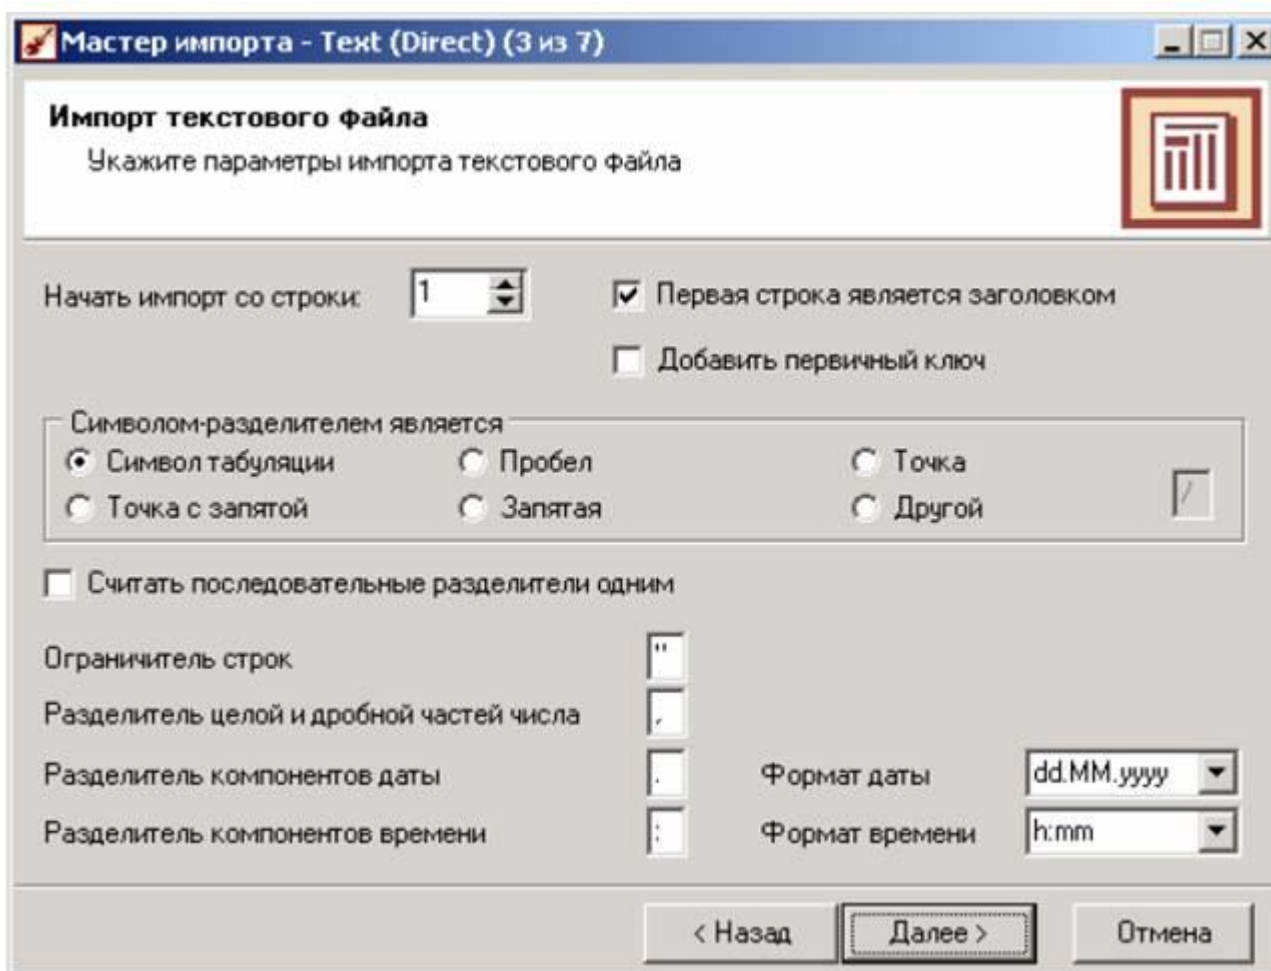 Мастер импорта - Text (Direct) (3 из 7)
Импорт текстового файла
Укажите параметры импорта текстового файла
Начать импорт со строки: 1 Первая строка является заголовком
Добавить первичный ключ
Символом-разделителем является
Символ табуляции Пробел Точка
Точка с запятой Запятая Другой /
Считать последовательные разделители одним
Ограничитель строк "
Разделитель целой и дробной частей числа ,
Разделитель компонентов даты . Формат даты dd.MM.yyyy
Разделитель компонентов времени : Формат времени h:mm
< Назад Далее > Отмена